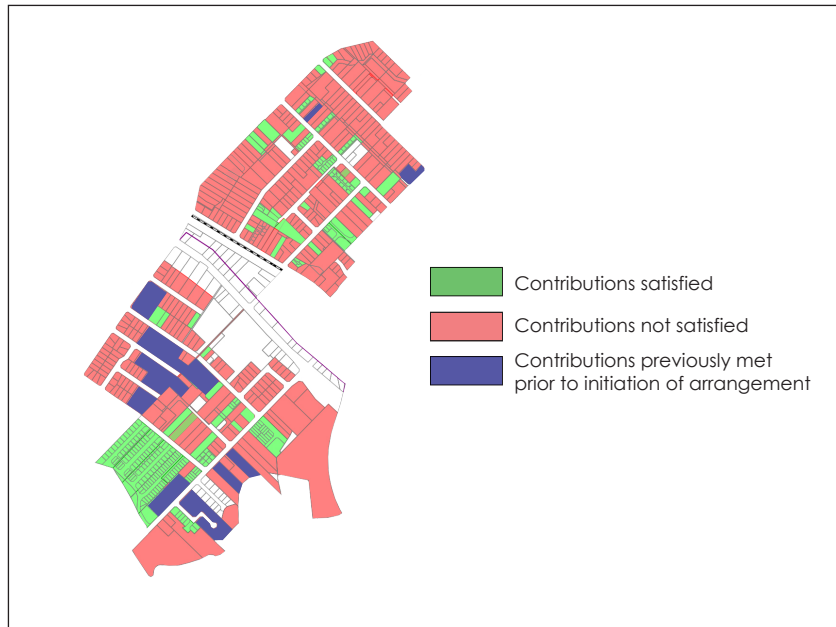 Contributions satisfied
Contributions not satisfied
Contributions previously met
prior to initiation of arrangement